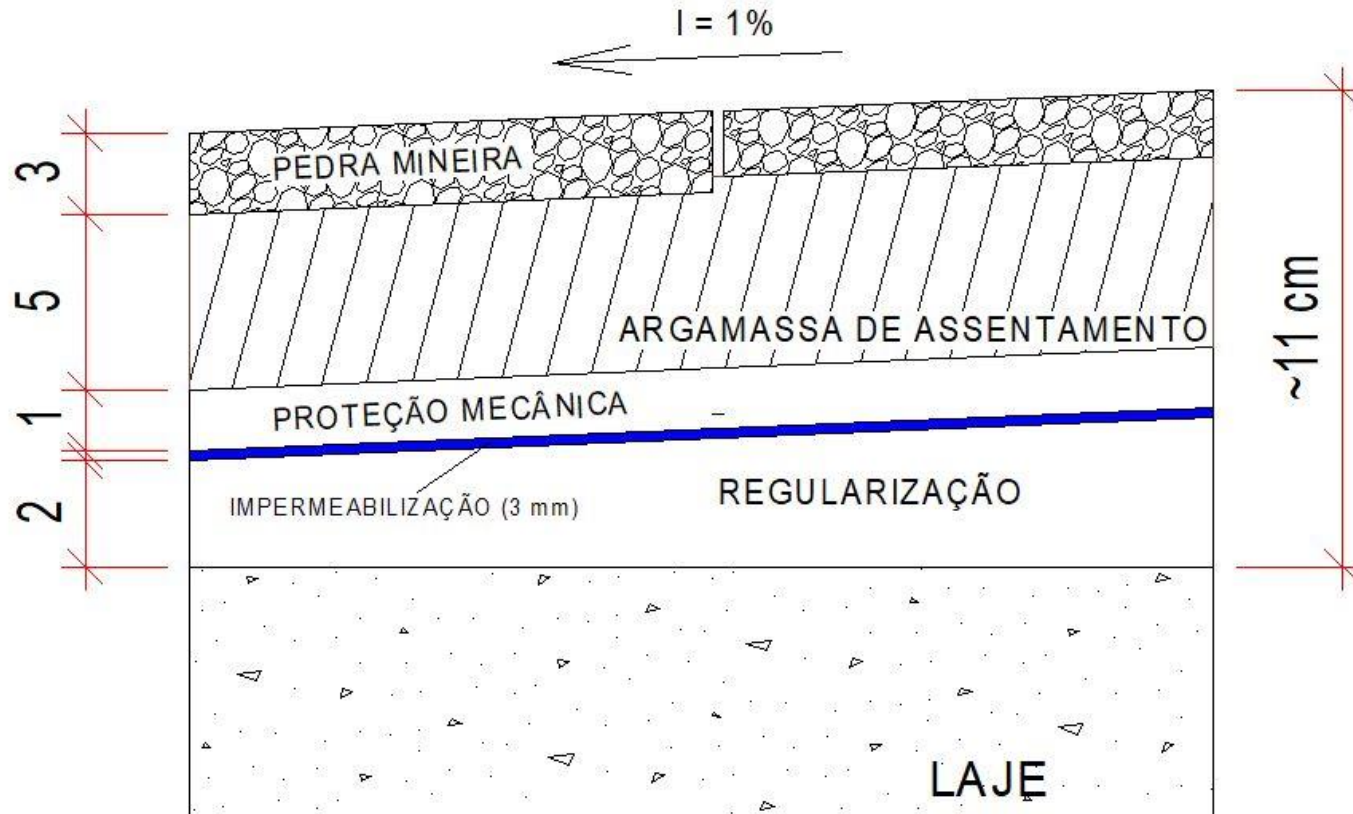 I = 1%
3
PEDRA MINEIRA
5
ARGAMASSA DE ASSENTAMENTO
~11 cm
1
PROTEÇÃO MECÂNICA
2
IMPERMEABILIZAÇÃO (3 mm)
REGULARIZAÇÃO
LAJE